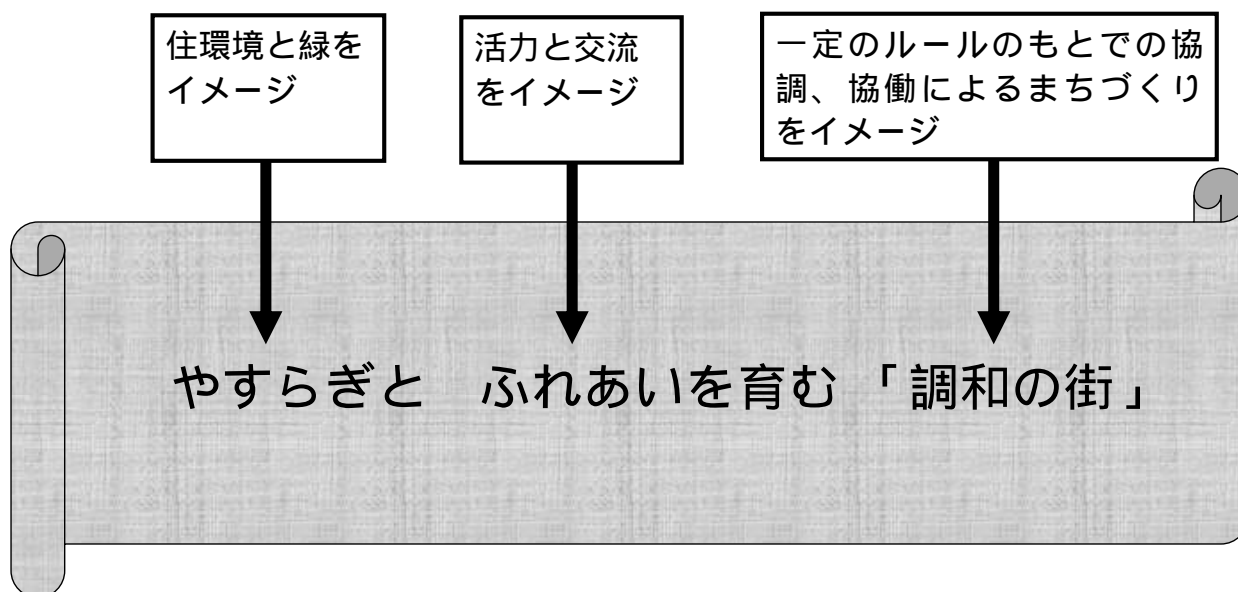 住環境と緑を
イメージ
活力と交流
をイメージ
一定のルールのもとでの協
調、協働によるまちづくり
をイメージ
やすらぎと　ふれあいを育む「調和の街」